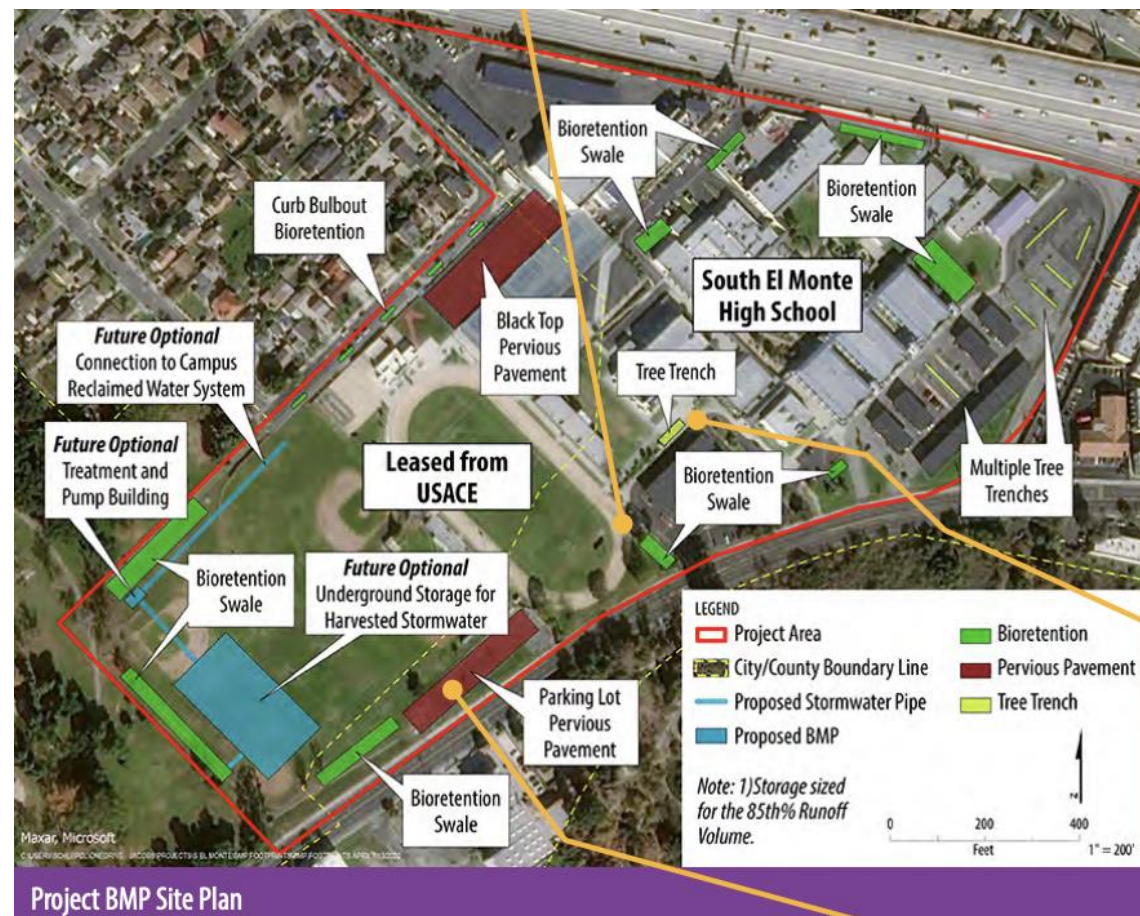 Bioretention
Swale
Bioretention
Swale
Curb Bulbout
Bioretention
South El Monte
High School
Black Top
Pervious
Pavement
Future Optional
Connection to Campus
Reclaimed Water System
Tree Trench
Future Optional
Treatment and
Pump Building
Leased from
USACE
Bioretention
Swale
Multiple Tree
Trenches
Bioretention
Swale
Future Optional
Underground Storage for
Harvested Stormwater
Parking Lot
Pervious
Pavement
Bioretention
Swale
LEGEND
Project Area
City/County Boundary Line
Proposed Stormwater Pipe
Proposed BMP
Bioretention
Pervious Pavement
Tree Trench
Note: 1)Storage sized
for the 85th% Runoff
Volume.
z
0 200 400
Feet
1" = 200'
Maxar, Microsoft
Project BMP Site Plan